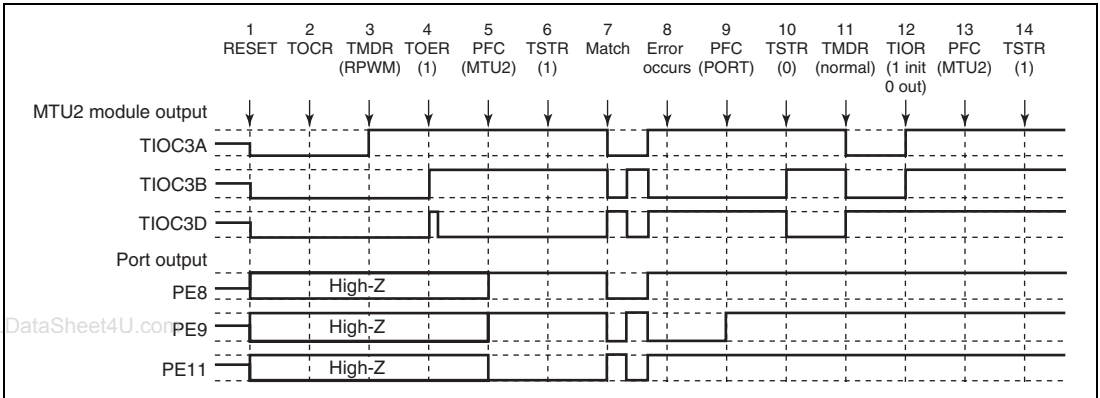 1 2 3 4 5 6 7 8 9 10 11 12 13 14
RESET TOCR TMDR TOER PFC TSTR Match Error PFC TSTR TMDR TIOR PFC TSTR
(RPWM) (1) (MTU2) (1) occurs (PORT) (0) (normal) (1 init (MTU2) (1)
0 out)
MTU2 module output
TIOC3A
TIOC3B
TIOC3D
Port output
PE8 High-Z
.DataSheet4U.com
PE9 High-Z
PE11 High-Z